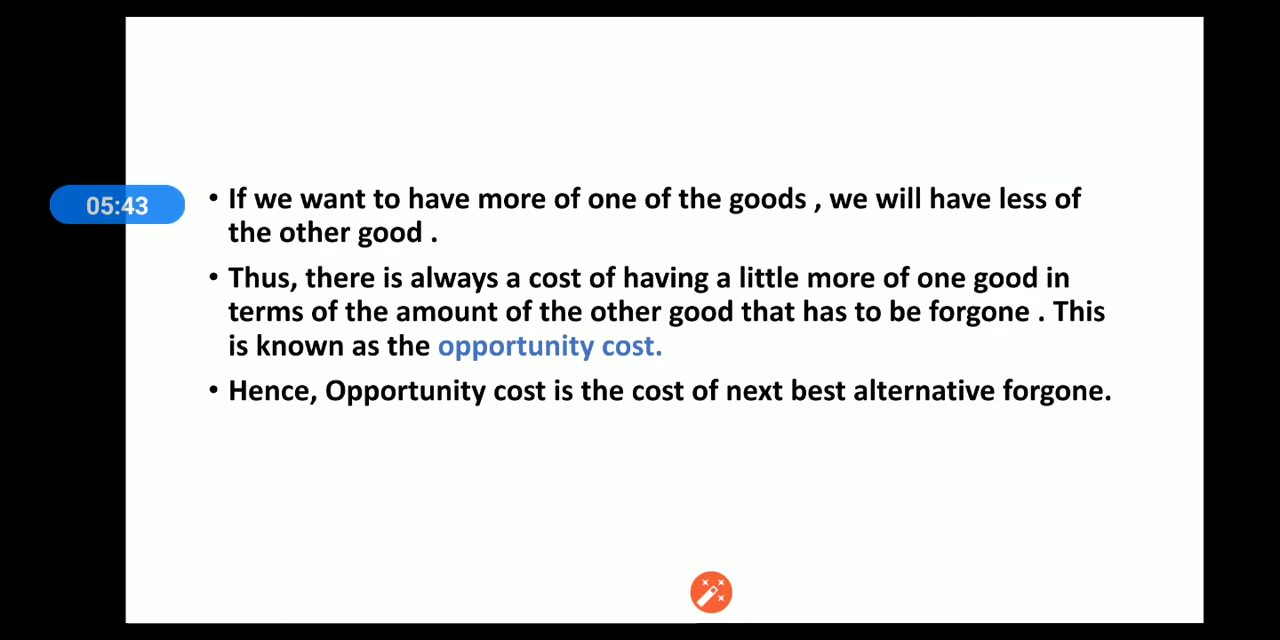 05:43
• If we want to have more of one of the goods , we will have less of
the other good .
• Thus, there is always a cost of having a little more of one good in
terms of the amount of the other good that has to be forgone . This
is known as the opportunity cost.
• Hence, Opportunity cost is the cost of next best alternative forgone.